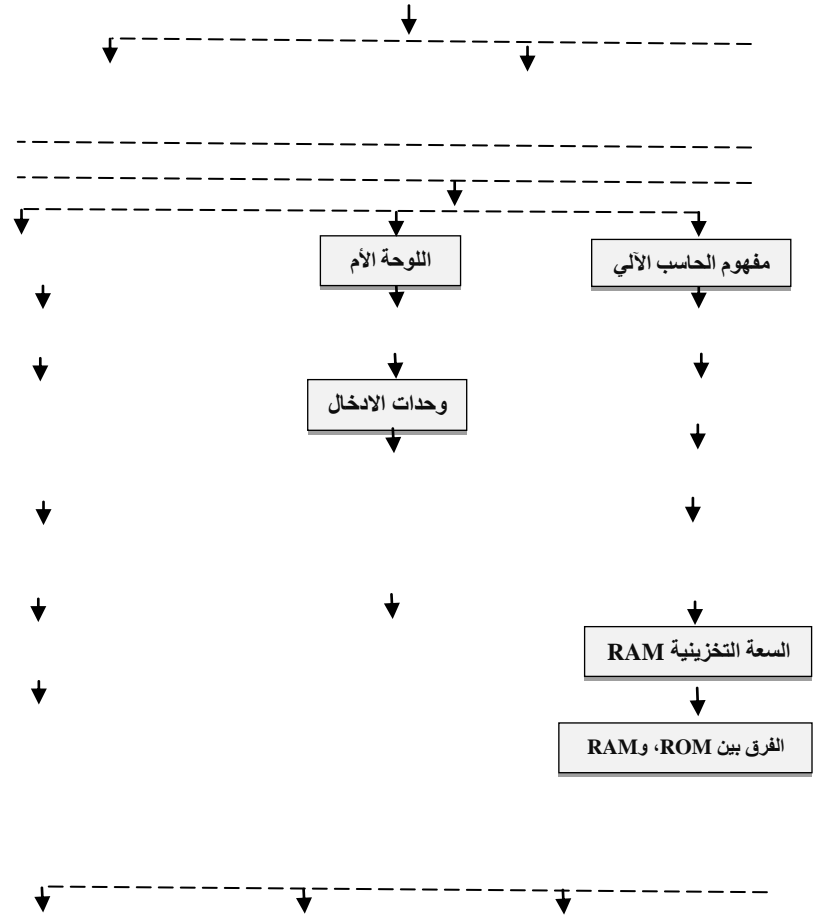 مفهوم الحاسب الآلي
اللوحة الأم
وحدات الادخال
السعة التخزينية RAM
الفرق بين ROM، وRAM